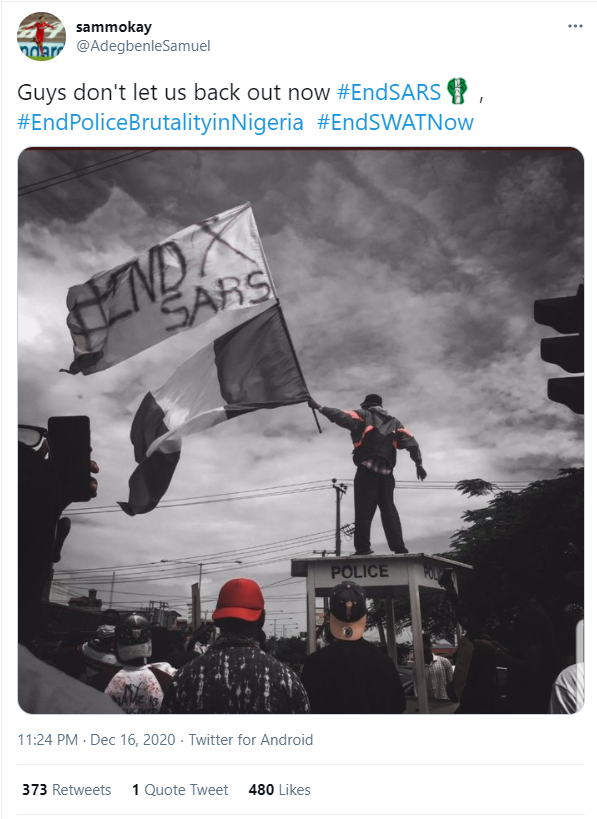 sammokay
@AdegbenleSamuel
Guys don't let us back out now #EndSARS ,
#EndPoliceBrutalityinNigeria #EndSWATNow
END
SARS
POLICE
11:24 PM · Dec 16, 2020 · Twitter for Android
373 Retweets 1 Quote Tweet 480 Likes